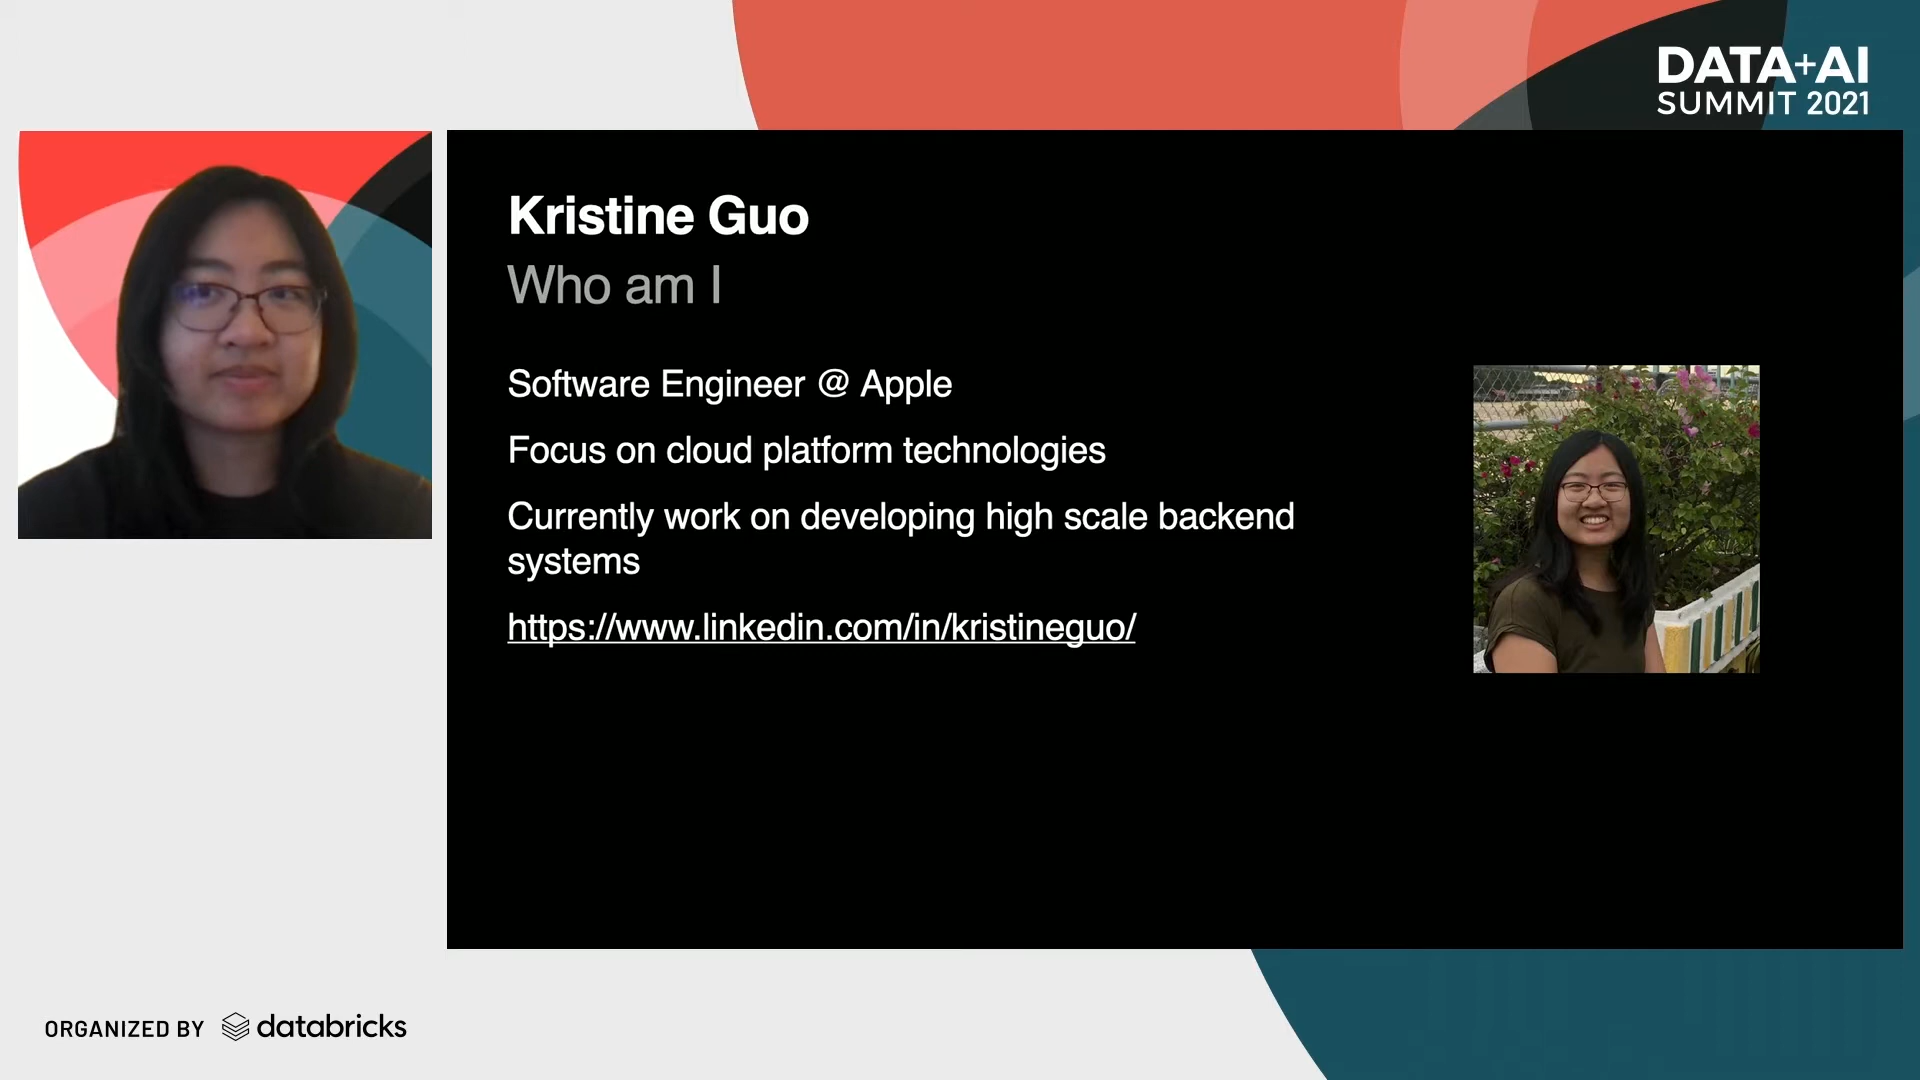 DATA+AI
SUMMIT 2021
Kristine Guo
Who am I
Software Engineer @ Apple
Focus on cloud platform technologies
Currently work on developing high scale backend
systems
https://www.linkedin.com/in/kristineguo/
ORGANIZED BY databricks